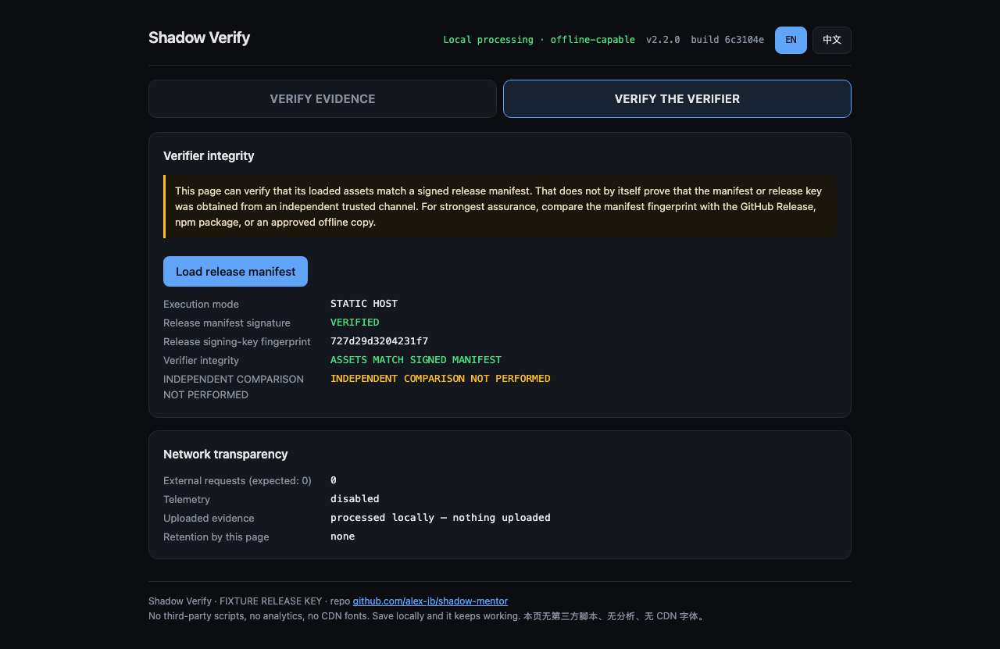 Shadow Verify
Local processing · offline-capable v2.2.0 build 6c3104e EN 中文
VERIFY EVIDENCE VERIFY THE VERIFIER
Verifier integrity
This page can verify that its loaded assets match a signed release manifest. That does not by itself prove that the manifest or release key
was obtained from an independent trusted channel. For strongest assurance, compare the manifest fingerprint with the GitHub Release,
npm package, or an approved offline copy.
Load release manifest
Execution mode STATIC HOST
Release manifest signature VERIFIED
Release signing-key fingerprint 727d29d3204231f7
Verifier integrity ASSETS MATCH SIGNED MANIFEST
INDEPENDENT COMPARISON INDEPENDENT COMPARISON NOT PERFORMED
NOT PERFORMED
Network transparency
External requests (expected: 0) 0
Telemetry disabled
Uploaded evidence processed locally — nothing uploaded
Retention by this page none
Shadow Verify · FIXTURE RELEASE KEY · repo github.com/alex-jb/shadow-mentor
No third-party scripts, no analytics, no CDN fonts. Save locally and it keeps working. 本页无第三方脚本、无分析、无 CDN 字体。